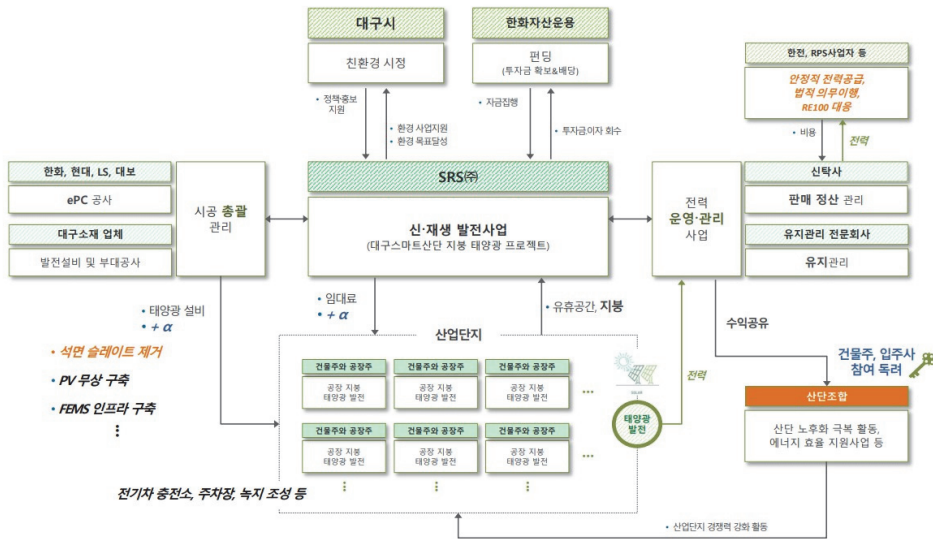 대구시
친환경 시정
한화자산운용
펀딩
(투자금 확보&배당)
한전, RPS사업자 등
안정적 전력공급,
법적 의무이행,
RE100 대응
• 정책·홍보
지원
• 환경 사업지원
• 환경 목표달성
• 자금집행
• 투자금.이자 회수
• 비용
전력
한화, 현대, LS, 대보
ePC 공사
대구소재 업체
발전설비 및 부대공사
시공 총괄
관리
SRS㈜
신·재생 발전사업
(대구스마트산단 지붕 태양광 프로젝트)
전력
운영·관리
사업
신탁사
판매 정산 관리
유지관리 전문회사
유지관리
• 태양광 설비
• + α
• 석면 슬레이트 제거
• PV 무상 구축
• FEMS 인프라 구축
⋮
전기차 충전소, 주차장, 녹지 조성 등
• 임대료
• + α
• 유휴공간, 지붕
산업단지
건물주와 공장주 건물주와 공장주 건물주와 공장주
공장 지붕 공장 지붕 공장 지붕
태양광 발전 태양광 발전 태양광 발전 ···
건물주와 공장주 건물주와 공장주 건물주와 공장주
공장 지붕 공장 지붕 공장 지붕
태양광 발전 태양광 발전 태양광 발전 ···
⋮ ⋮ ⋮
태양광
발전
전력
수익공유
건물주, 입주사
참여 독려
산단조합
산단 노후화 극복 활동,
에너지 효율 지원사업 등
• 산업단지 경쟁력 강화 활동